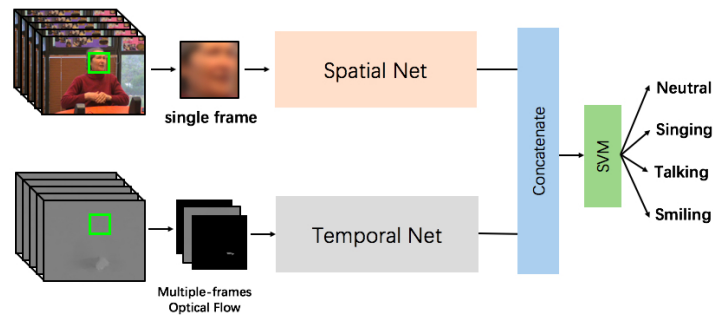 single frame
Spatial Net
Multiple-frames
Optical Flow
Temporal Net
Concatenate
SVM
Neutral
Singing
Talking
Smiling